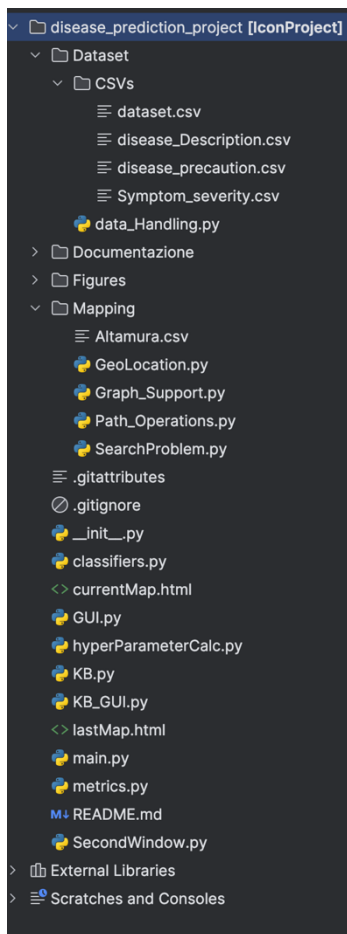 disease_prediction_project [IconProject]
Dataset
CSVs
dataset.csv
disease_Description.csv
disease_precaution.csv
Symptom_severity.csv
data_Handling.py
Documentazione
Figures
Mapping
Altamura.csv
GeoLocation.py
Graph_Support.py
Path_Operations.py
SearchProblem.py
.gitattributes
.gitignore
__init__.py
classifiers.py
currentMap.html
GUI.py
hyperParameterCalc.py
KB.py
KB_GUI.py
lastMap.html
main.py
metrics.py
M↓ README.md
SecondWindow.py
External Libraries
Scratches and Consoles